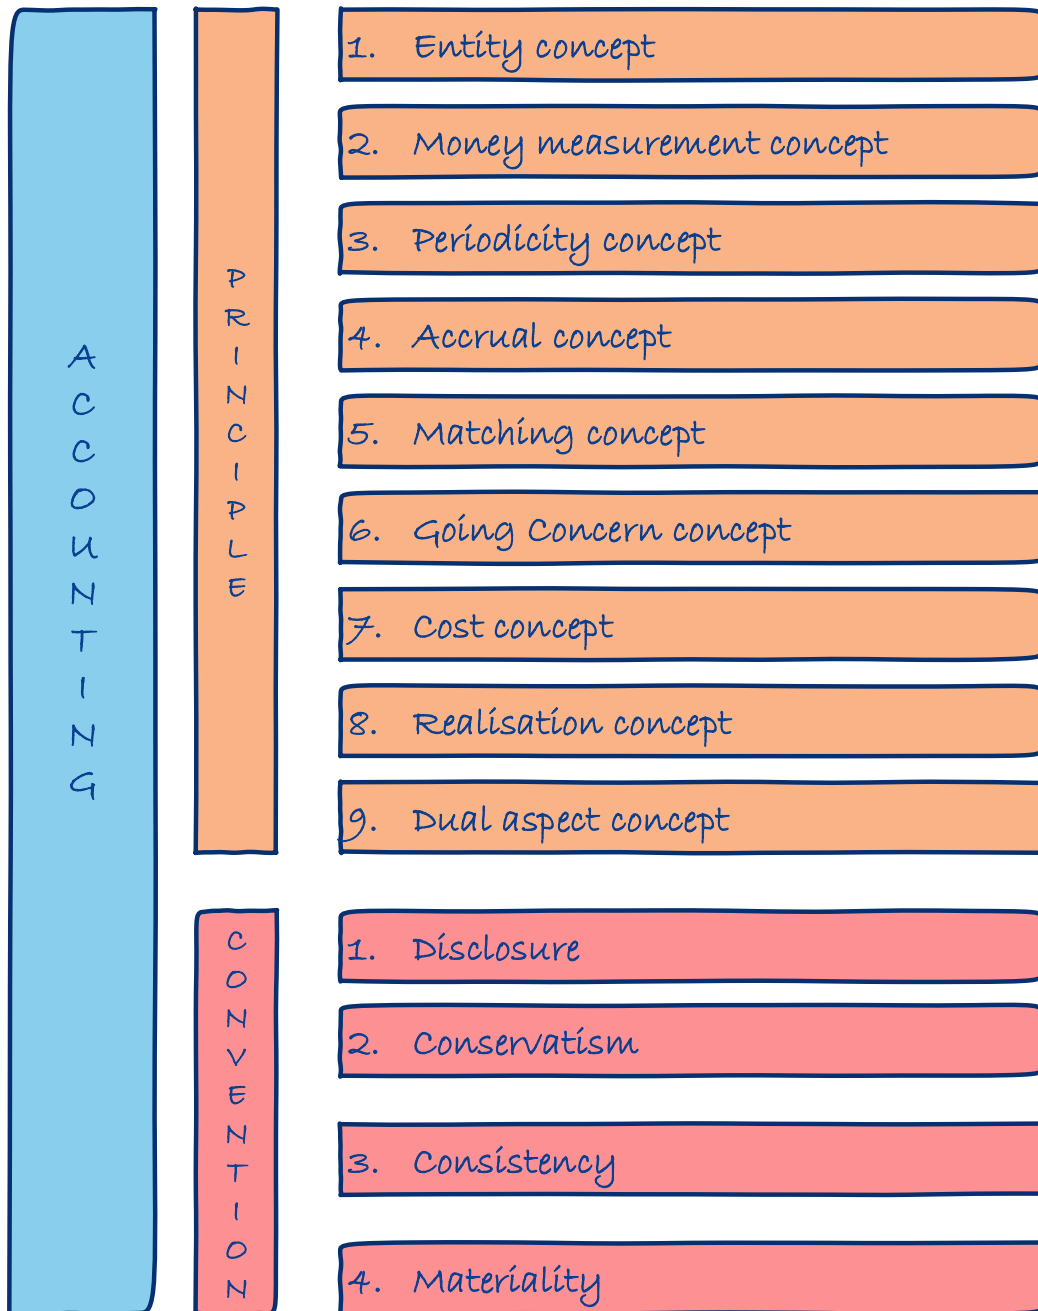 ACCOUNTING
PRINCIPLE
1. Entity concept
2. Money measurement concept
3. Periodicity concept
4. Accrual concept
5. Matching concept
6. Going Concern concept
7. Cost concept
8. Realisation concept
9. Dual aspect concept
CONVENTION
1. Disclosure
2. Conservatism
3. Consistency
4. Materiality